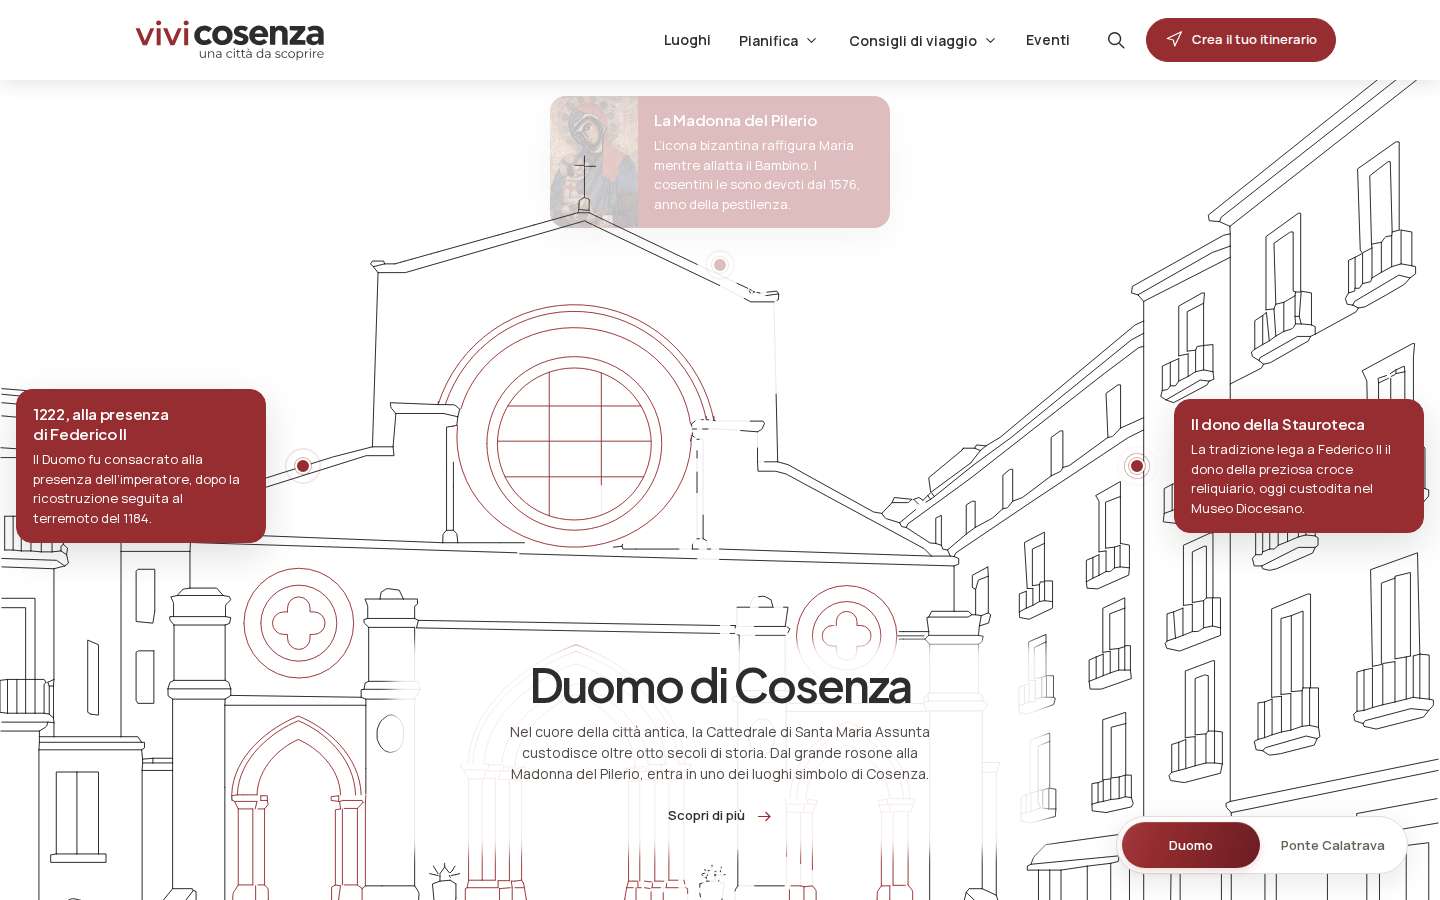 vivicosenza
una città da scoprire
Luoghi
Pianifica
Consigli di viaggio
Eventi
Crea il tuo itinerario
La Madonna del Pilerio
L'icona bizantina raffigura Maria
mentre allatta il Bambino. I
cosentini le sono devoti dal 1576,
anno della pestilenza.
1222, alla presenza
di Federico II
Il Duomo fu consacrato alla
presenza dell'imperatore, dopo la
ricostruzione seguita al
terremoto del 1184.
Il dono della Stauroteca
La tradizione lega a Federico II il
dono della preziosa croce
reliquiario, oggi custodita nel
Museo Diocesano.
Duomo di Cosenza
Nel cuore della città antica, la Cattedrale di Santa Maria Assunta
custodisce oltre otto secoli di storia. Dal grande rosone alla
Madonna del Pilerio, entra in uno dei luoghi simbolo di Cosenza.
Scopri di più
Duomo
Ponte Calatrava